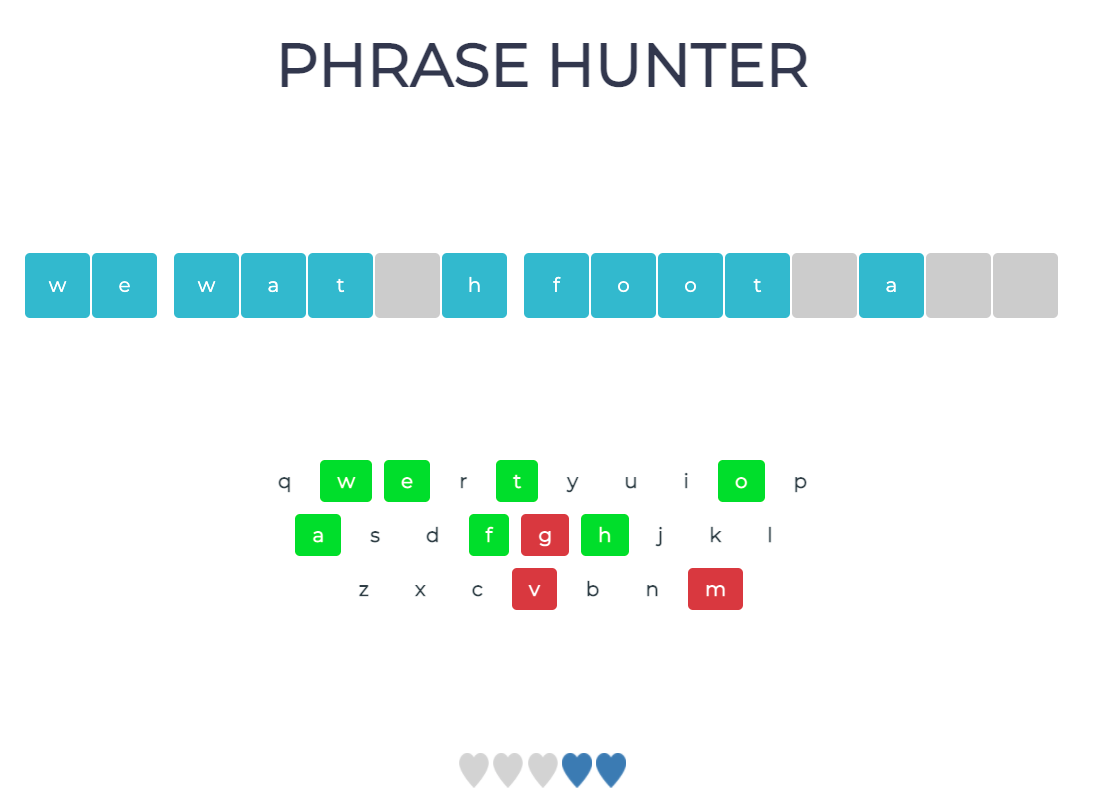 PHRASE HUNTER
w e w a t h f o o t a
q w e r t y u i o p
a s d f g h j k l
z x c v b n m